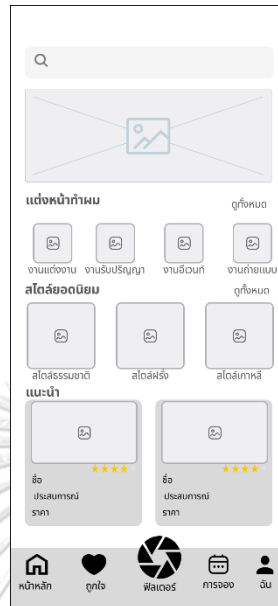 แต่งหน้าทำผม ดูทั้งหมด
งานแต่งงาน งานรับปริญญา งานอีเวนท์ งานถ่ายแบบ
สไตล์ยอดนิยม ดูทั้งหมด
สไตล์ธรรมชาติ สไตล์ฝรั่ง สไตล์เกาหลี
แนะนำ
ชื่อ ชื่อ
ประสบการณ์ ประสบการณ์
ราคา ราคา
หน้าหลัก ถูกใจ ฟิลเตอร์ การจอง ฉัน